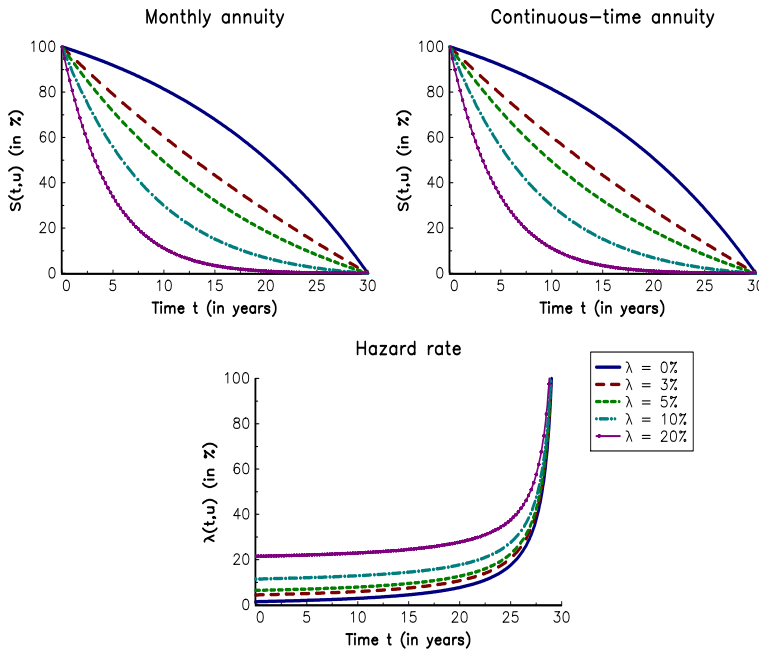 Monthly annuity
100
80
60
40
20
0
S(t,u) (in %)
0 5 10 15 20 25 30
Time t (in years)
Continuous-time annuity
100
80
60
40
20
0
S(t,u) (in %)
0 5 10 15 20 25 30
Time t (in years)
Hazard rate
100
80
60
40
20
0
λ(t,u) (in %)
0 5 10 15 20 25 30
Time t (in years)
λ = 0%
λ = 3%
λ = 5%
λ = 10%
λ = 20%